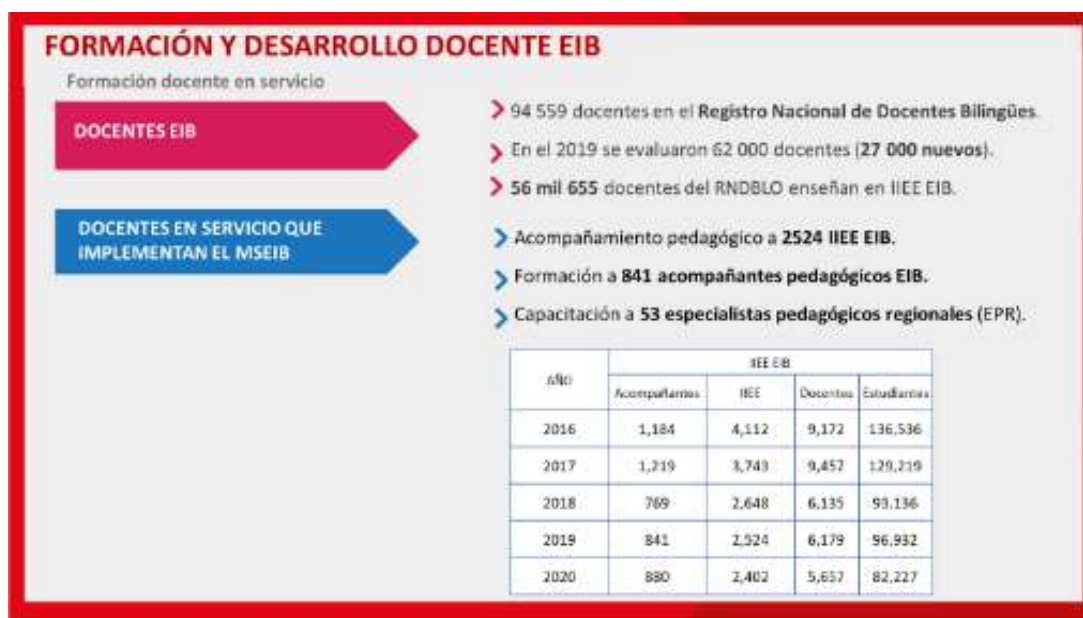 FORMACIÓN Y DESARROLLO DOCENTE EIB
Formación docente en servicio
DOCENTES EIB
94 559 docentes en el Registro Nacional de Docentes Bilingües.
En el 2019 se evaluaron 62 000 docentes (27 000 nuevos).
56 mil 655 docentes del RNDBLO enseñan en IIEE EIB.
DOCENTES EN SERVICIO QUE
IMPLEMENTAN EL MSEIB
Acompañamiento pedagógico a 2524 IIEE EIB.
Formación a 841 acompañantes pedagógicos EIB.
Capacitación a 53 especialistas pedagógicos regionales (EPR).
AÑO IIEE EIB
Acompañantes IIEE Docentes Estudiantes
2016 1,184 4,112 9,172 136,536
2017 1,219 3,743 9,457 129,219
2018 769 2,648 6,135 93,136
2019 841 2,524 6,179 96,932
2020 880 2,402 5,657 82,227